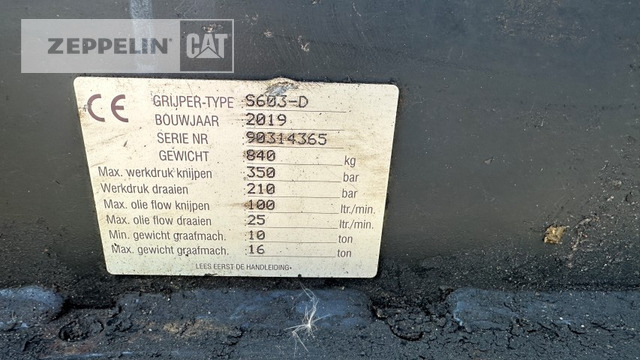 ZEPPELIN CAT
CE GRIJPER-TYPE S603-D
BOUWJAAR 2019
SERIE NR 90314365
GEWICHT 840 kg
Max. werkdruk knijpen 350 bar
Werkdruk draaien 210 bar
Max. olie flow knijpen 100 ltr./min.
Max. olie flow draaien 25 ltr./min.
Min. gewicht graafmach. 10 ton
Max. gewicht graafmach. 16 ton
LEES EERST DE HANDLEIDING